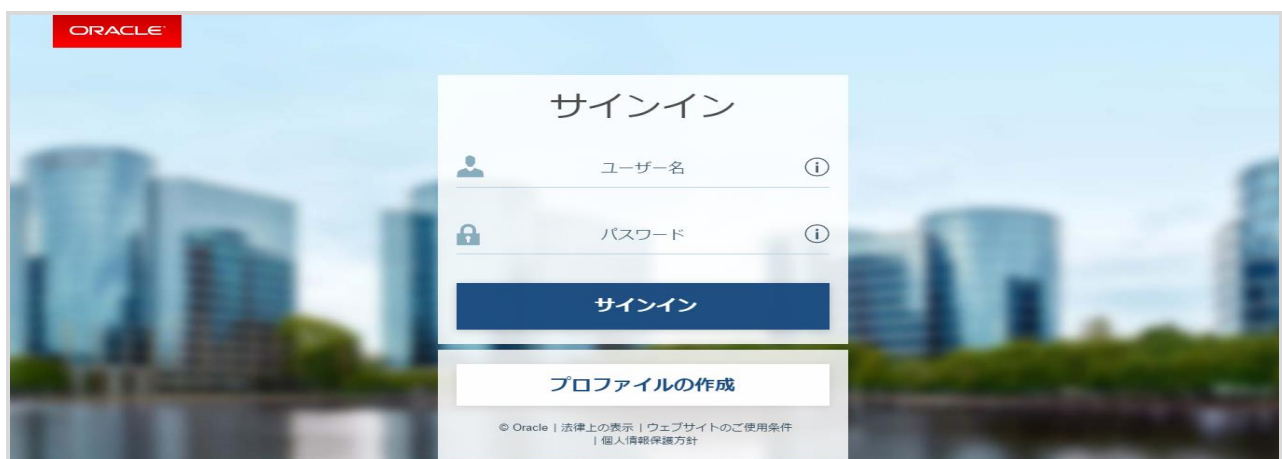 ORACLE
サインイン
ユーザー名
パスワード
サインイン
プロファイルの作成
© Oracle | 法律上の表示 | ウェブサイトのご使用条件
| 個人情報保護方針